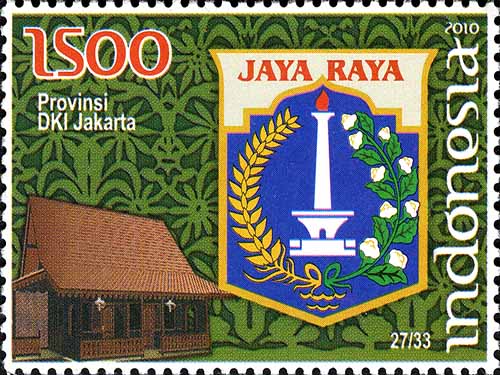 1500
2010
Provinsi
DKI Jakarta
JAYA RAYA
indonesia
27/33